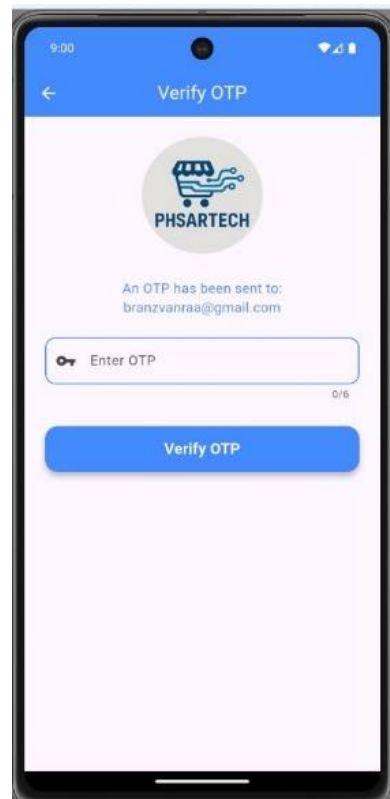 9:00
Verify OTP
PHSARTECH
An OTP has been sent to:
branzvanraa@gmail.com
Enter OTP
0/6
Verify OTP